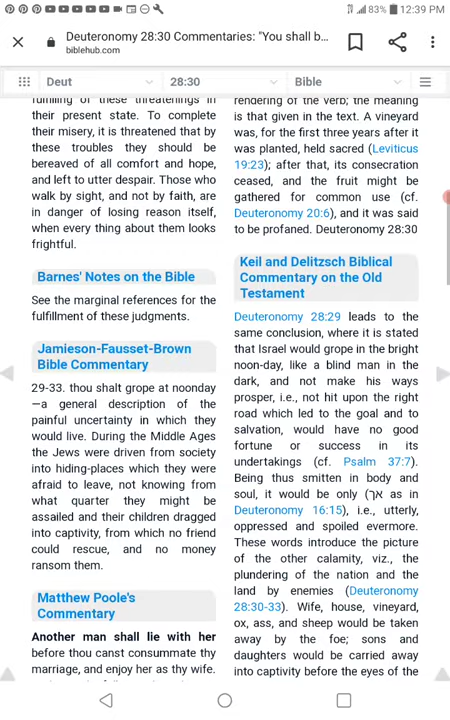 83% 12:39 PM
Deuteronomy 28:30 Commentaries: "You shall b...
biblehub.com
Deut 28:30 Bible
fulfilling of these threatenings in
their present state. To complete
their misery, it is threatened that by
these troubles they should be
bereaved of all comfort and hope,
and left to utter despair. Those who
walk by sight, and not by faith, are
in danger of losing reason itself,
when every thing about them looks
frightful.
Barnes' Notes on the Bible
See the marginal references for the
fulfillment of these judgments.
Jamieson-Fausset-Brown
Bible Commentary
29-33. thou shalt grope at noonday
—a general description of the
painful uncertainty in which they
would live. During the Middle Ages
the Jews were driven from society
into hiding-places which they were
afraid to leave, not knowing from
what quarter they might be
assailed and their children dragged
into captivity, from which no friend
could rescue, and no money
ransom them.
Matthew Poole's
Commentary
Another man shall lie with her
before thou canst consummate thy
marriage, and enjoy her as thy wife.
rendering of the verb; the meaning
is that given in the text. A vineyard
was, for the first three years after it
was planted, held sacred (Leviticus
19:23); after that, its consecration
ceased, and the fruit might be
gathered for common use (cf.
Deuteronomy 20:6), and it was said
to be profaned. Deuteronomy 28:30
Keil and Delitzsch Biblical
Commentary on the Old
Testament
Deuteronomy 28:29 leads to the
same conclusion, where it is stated
that Israel would grope in the bright
noon-day, like a blind man in the
dark, and not make his ways
prosper, i.e., not hit upon the right
road which led to the goal and to
salvation, would have no good
fortune or success in its
undertakings (cf. Psalm 37:7).
Being thus smitten in body and
soul, it would be only (אך as in
Deuteronomy 16:15), i.e., utterly,
oppressed and spoiled evermore.
These words introduce the picture
of the other calamity, viz., the
plundering of the nation and the
land by enemies (Deuteronomy
28:30-33). Wife, house, vineyard,
ox, ass, and sheep would be taken
away by the foe; sons and
daughters would be carried away
into captivity before the eyes of the